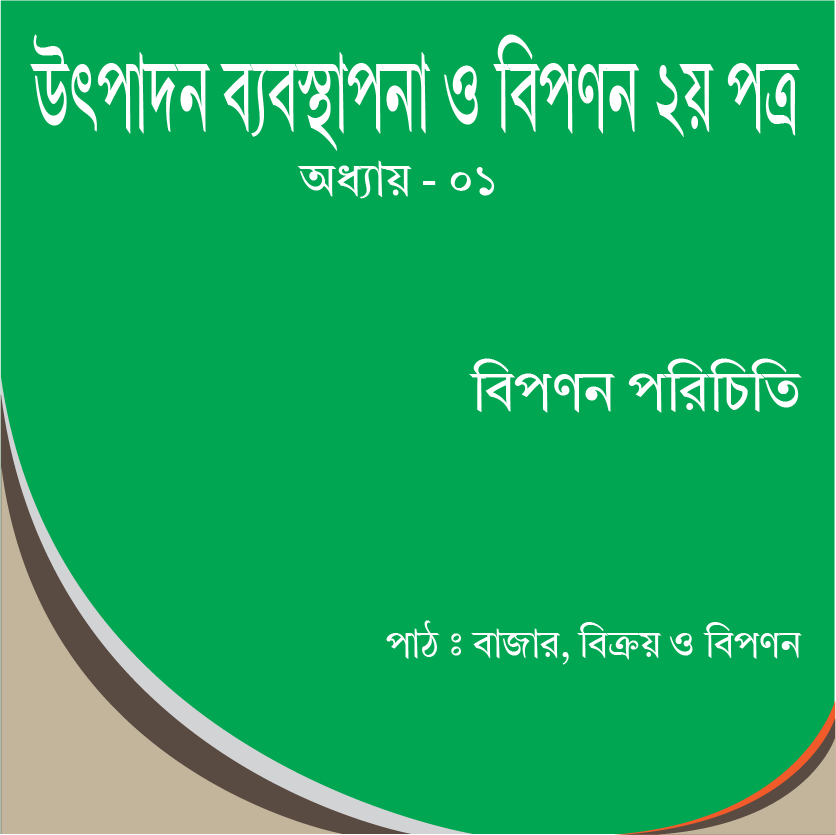 উৎপাদন ব্যবস্থাপনা ও বিপণন ২য় পত্র
অধ্যায় - ০১
বিপণন পরিচিতি
পাঠ ঃ বাজার, বিক্রয় ও বিপণন